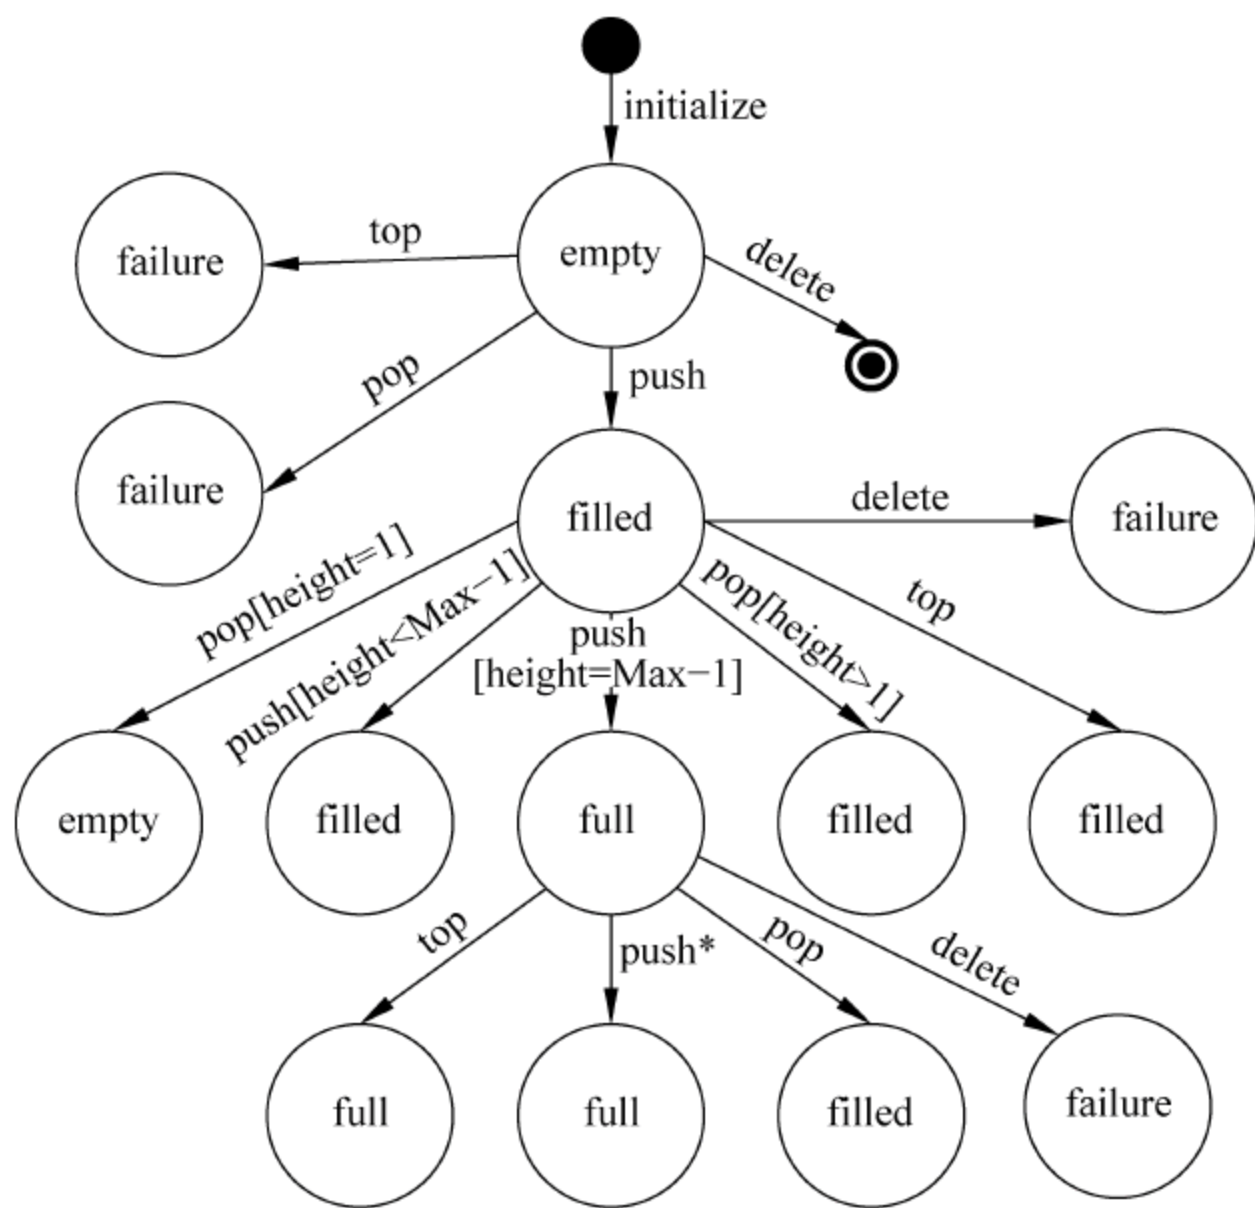 initialize
failure
top
empty
delete
pop
push
failure
filled
delete
failure
pop[height=1]
push[height<Max−1]
push
[height=Max−1]
pop[height>1]
top
empty
filled
full
filled
filled
top
push*
pop
delete
full
full
filled
failure